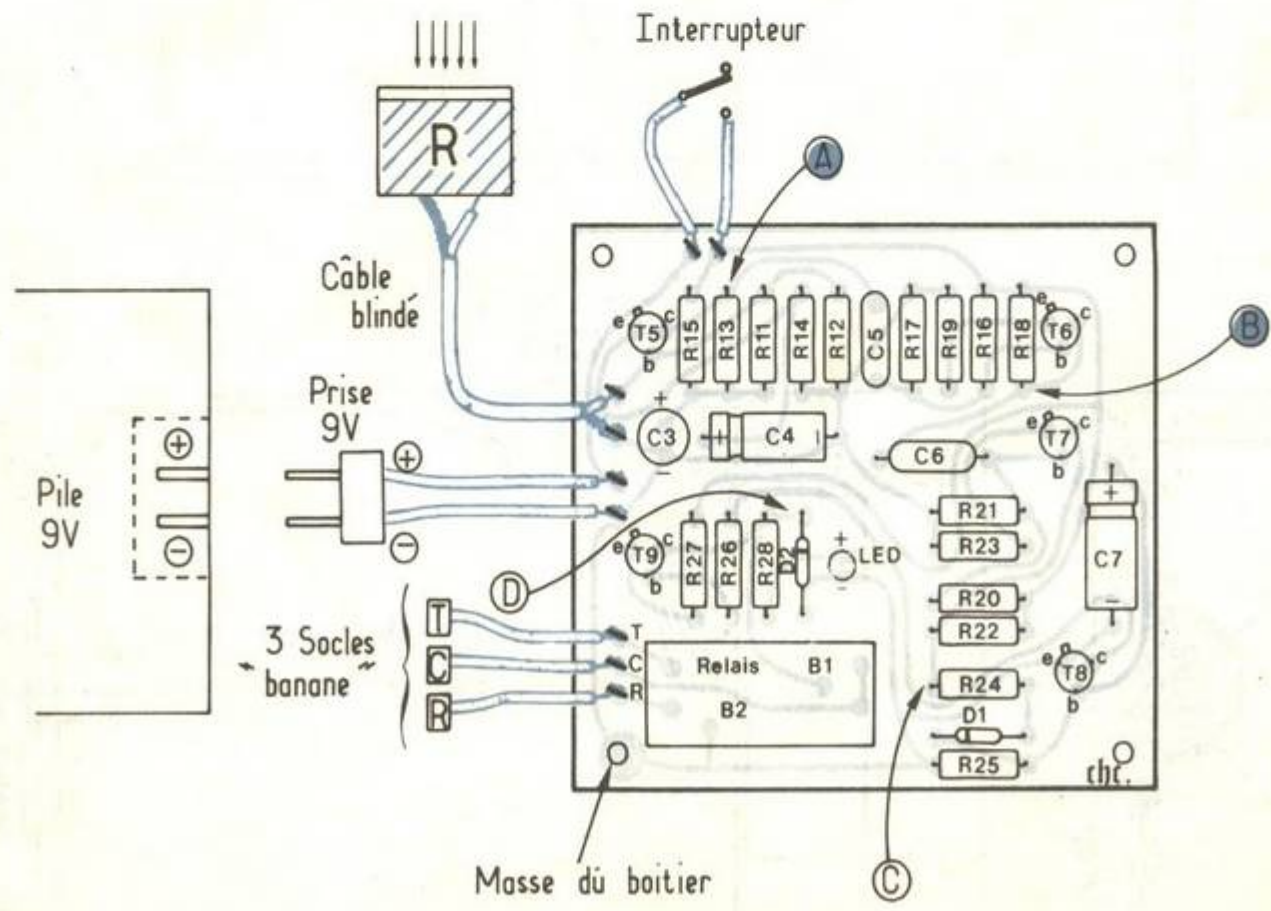 Interrupteur
R
A
Câble
blindé
B
e T5 c
b
R15
R13
R11
R14
R12
C5
R17
R19
R16
R18
e T6 c
b
Prise
9V
+
C3
-
+ C4 -
C6
e T7 c
b
Pile
9V
+
-
+
-
R21
R23
+
C7
-
e T9 c
b
R27
R26
R28
D2
+
LED
-
D
R20
R22
3 Socles
" banane "
T
C
R
T
C
R
Relais B1
B2
R24
e T8 c
b
D1
R25
chc.
Masse du boitier
C